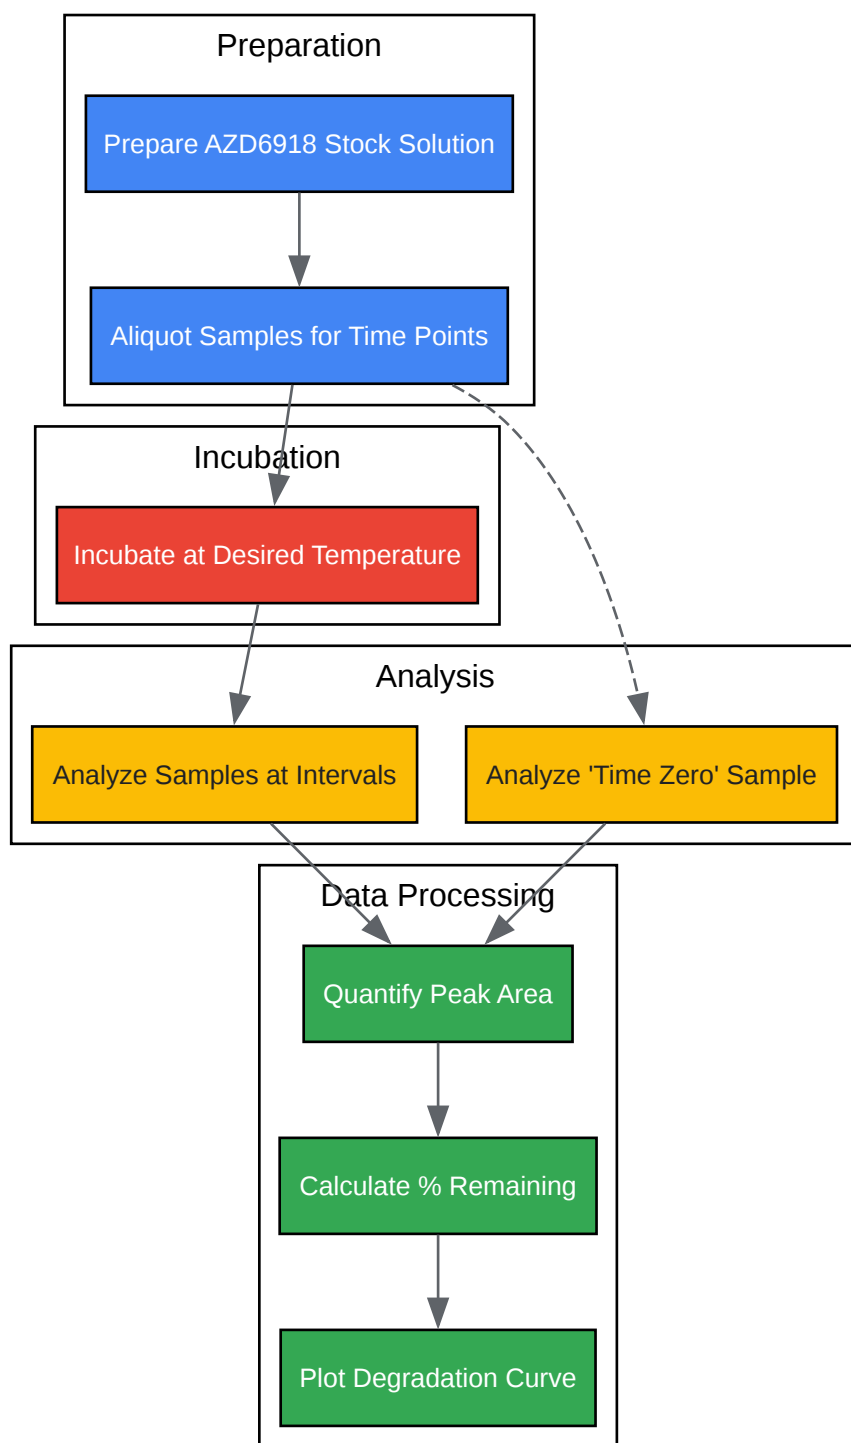 Preparation
Prepare AZD6918 Stock Solution
Aliquot Samples for Time Points
Incubation
Incubate at Desired Temperature
Analysis
Analyze Samples at Intervals
Analyze 'Time Zero' Sample
Data Processing
Quantify Peak Area
Calculate % Remaining
Plot Degradation Curve